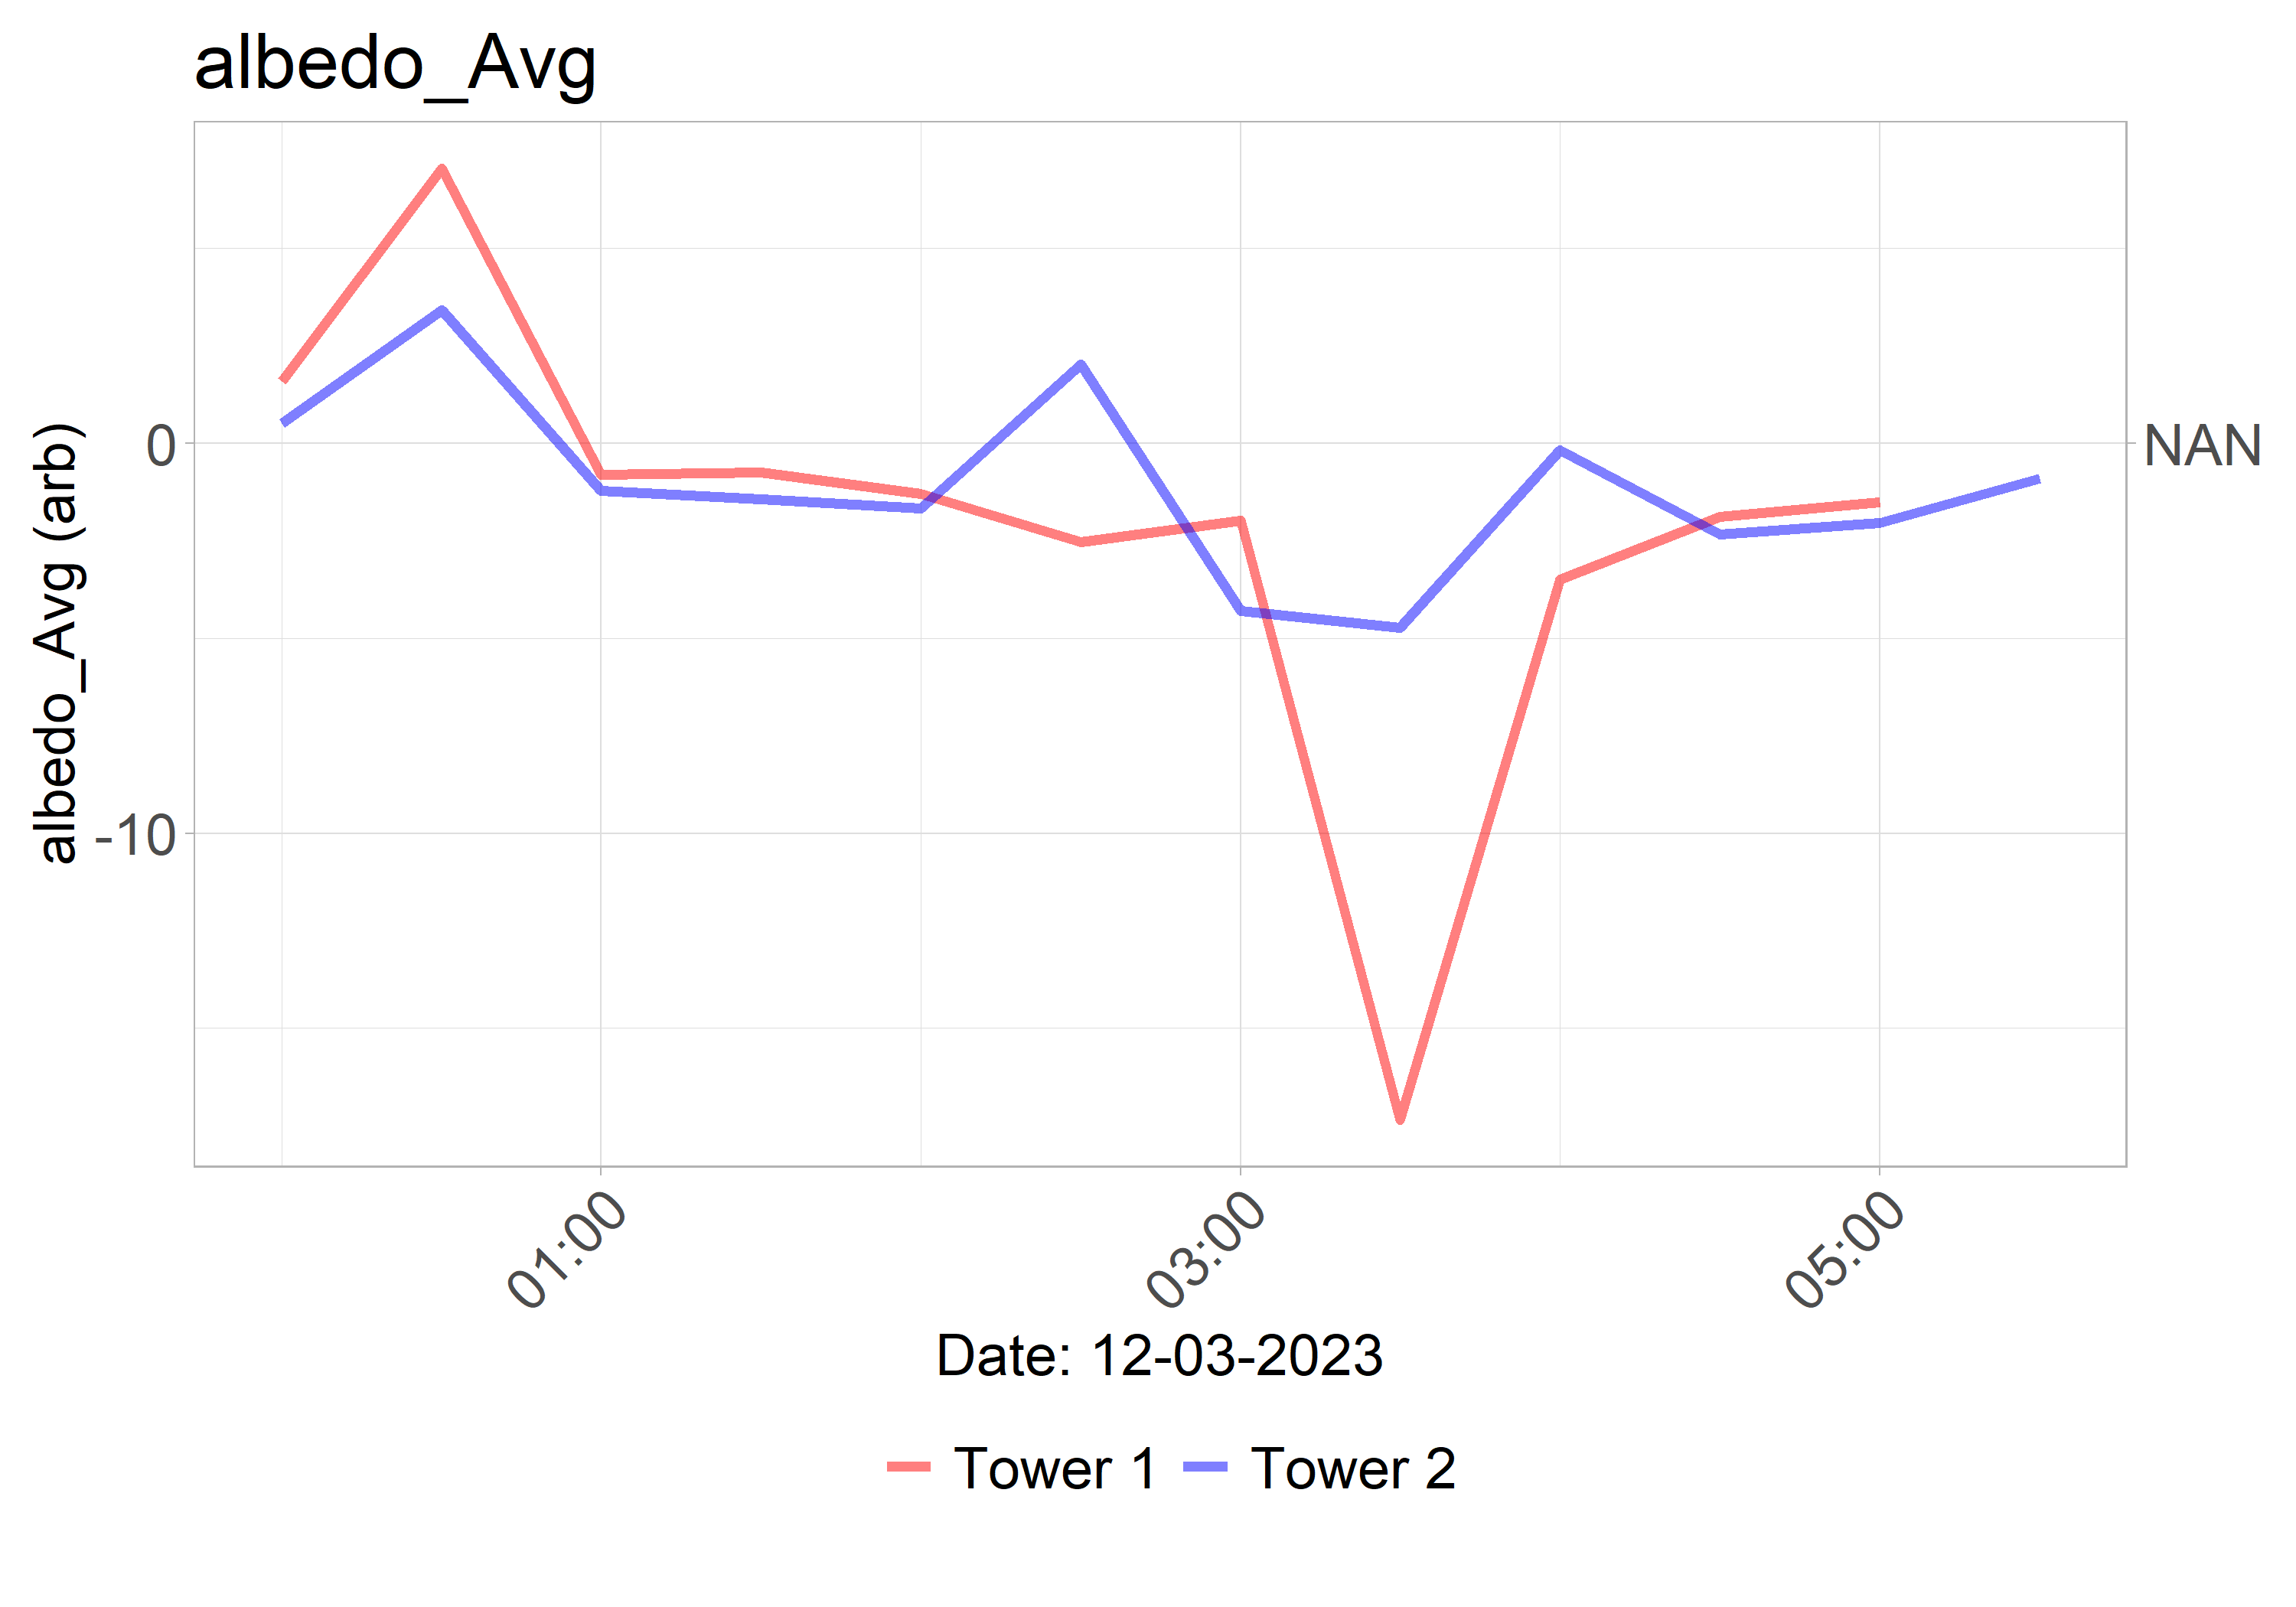 albedo_Avg
albedo_Avg (arb)
0
-10
NAN
01:00
03:00
05:00
Date: 12-03-2023
Tower 1
Tower 2